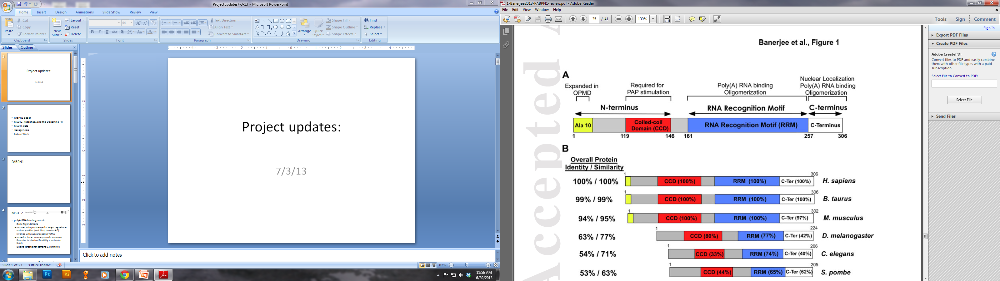 Projectupdates7-3-13 - Microsoft PowerPoint
Home Insert Design Animations Slide Show Review View
Paste
Cut
Copy
Format Painter
Clipboard
New Slide
Layout
Reset
Delete
Slides
44
Font
Text Direction
Align Text
Convert to SmartArt
Paragraph
Arrange
Quick Styles
Shape Fill
Shape Outline
Shape Effects
Drawing
Find
Replace
Select
Editing
Slides Outline
1
Project updates:
7/3/13
2
• PABPN1 paper
• MSUT2, Autophagy, and the Dopamine Pit
• MSUT4 data
• Transgenesis
• Future Work
3
PABPN1
4
MSUT2
• polyA-RNA binding protein
– 5 zinc finger domains
– Involved with polyadenylation length regulation at
nuclear speckles (most likely domains 4-5)
– Involved with nuclear export of mRNA
– Mutation linked to non-syndromic Autosomal
Recessive Intellectual Disability in an Iranian
family
– Binding target(s) for domains 1-3 unknown
Project updates:
7/3/13
Click to add notes
Slide 1 of 23 "Office Theme" 82%
Ps Ai
11:56 AM
6/30/2013
1-Banerjee2013-PABPN1-review.pdf - Adobe Reader
File Edit View Window Help
35 / 41 139%
Tools Sign Comment
Sign In
Export PDF Files
Create PDF Files
Adobe CreatePDF
Convert files to PDF and easily combine
them with other file types with a paid
subscription.
Select File to Convert to PDF:
Select File
Send Files
Accepted
Banerjee et al., Figure 1
A
Expanded in
OPMD
Required for
PAP stimulation
Poly(A) RNA binding
Oligomerization
Nuclear Localization
Poly(A) RNA binding
Oligomerization
N-terminus RNA Recognition Motif C-terminus
Ala 10
Coiled-coil
Domain (CCD)
RNA Recognition Motif (RRM)
C-Terminus
1 119 146 161 257 306
B
Overall Protein
Identity / Similarity
1 306
100% / 100% CCD (100%) RRM (100%) C-Ter (100%) H. sapiens
1 306
99% / 99% CCD (100%) RRM (100%) C-Ter (100%) B. taurus
1 302
94% / 95% CCD (100%) RRM (100%) C-Ter (97%) M. musculus
1 224
63% / 77% CCD (80%) RRM (77%) C-Ter (42%) D. melanogaster
1 206
54% / 71% CCD (33%) RRM (74%) C-Ter (40%) C. elegans
1 205
53% / 63% CCD (44%) RRM (65%) C-Ter (62%) S. pombe